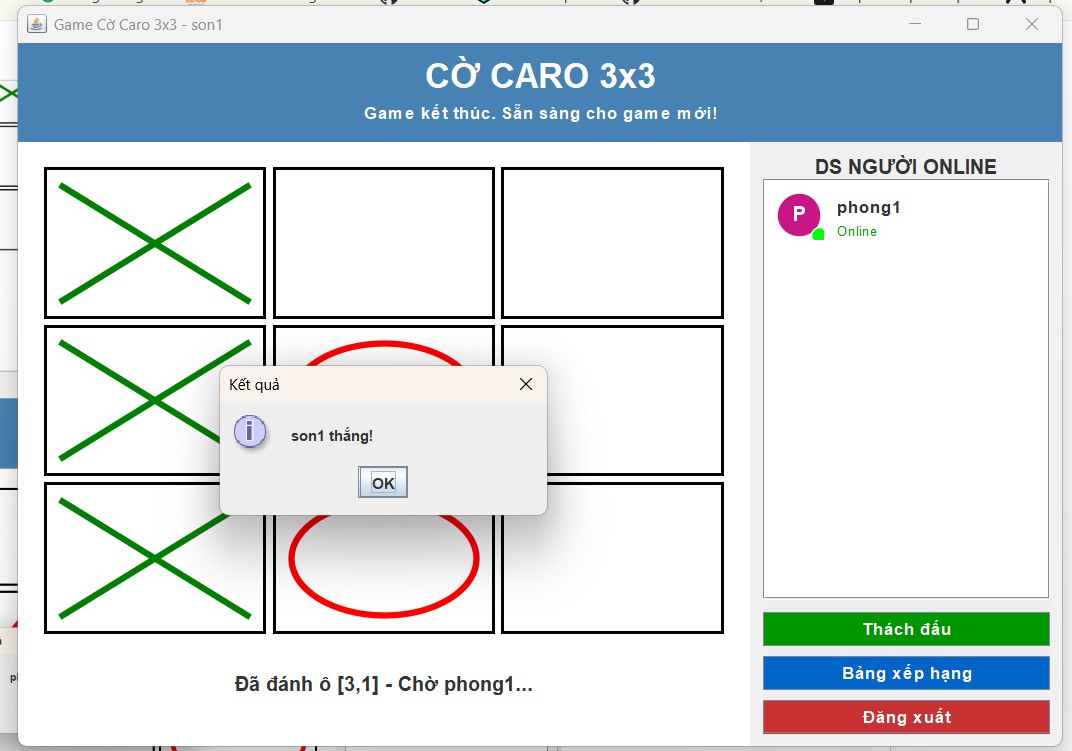 Game Cờ Caro 3x3 - son1
CỜ CARO 3x3
Game kết thúc. Sẵn sàng cho game mới!
DS NGƯỜI ONLINE
P
phong1
Online
Kết quả
i
son1 thắng!
OK
Đã đánh ô [3,1] - Chờ phong1...
Thách đấu
Bảng xếp hạng
Đăng xuất